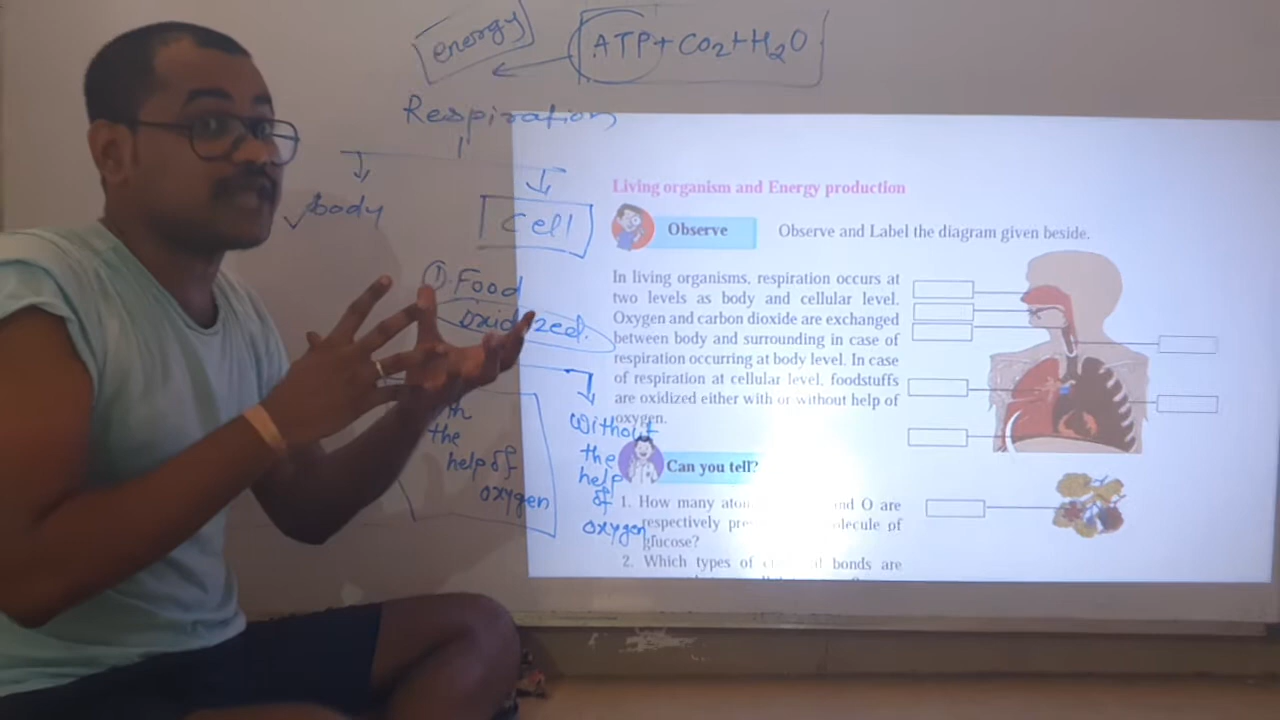 energy
ATP+CO2+H2O
Respiration
body
Cell
① Food
oxidized.
the
help of
oxygen
Without
the
help
of
oxygen
Living organism and Energy production
Observe
Observe and Label the diagram given beside.
In living organisms, respiration occurs at
two levels as body and cellular level.
Oxygen and carbon dioxide are exchanged
between body and surrounding in case of
respiration occurring at body level. In case
of respiration at cellular level, foodstuffs
are oxidized either with or without help of
oxygen.
Can you tell?
1. How many O are
respectively of
glucose?
2. Which types of bonds are